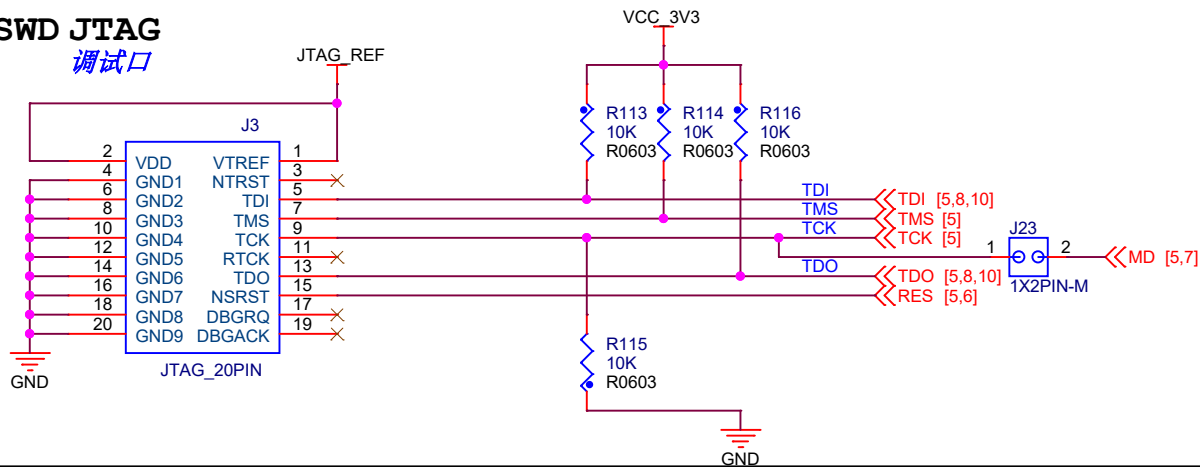 SWD JTAG
调试口
JTAG_REF
VCC_3V3
J3
R113
10K
R0603
R114
10K
R0603
R116
10K
R0603
2 VDD VTREF 1
4 GND1 NTRST 3
6 GND2 TDI 5
8 GND3 TMS 7
10 GND4 TCK 9
12 GND5 RTCK 11
14 GND6 TDO 13
16 GND7 NSRST 15
18 GND8 DBGRQ 17
20 GND9 DBGACK 19
JTAG_20PIN
GND
TDI TDI [5,8,10]
TMS TMS [5]
TCK TCK [5]
TDO TDO [5,8,10]
RES [5,6]
J23
1 2 MD [5,7]
1X2PIN-M
R115
10K
R0603
GND